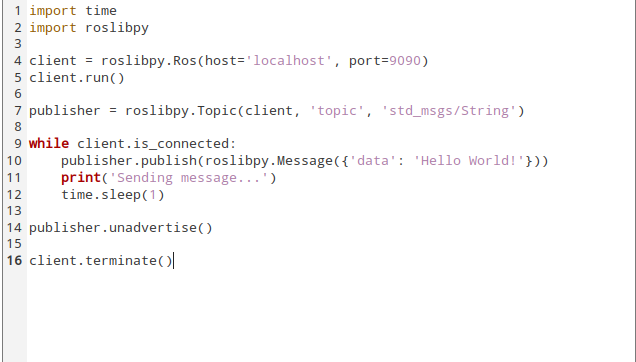 1 import time
2 import roslibpy
3
4 client = roslibpy.Ros(host='localhost', port=9090)
5 client.run()
6
7 publisher = roslibpy.Topic(client, 'topic', 'std_msgs/String')
8
9 while client.is_connected:
10     publisher.publish(roslibpy.Message({'data': 'Hello World!'}))
11     print('Sending message...')
12     time.sleep(1)
13
14 publisher.unadvertise()
15
16 client.terminate()